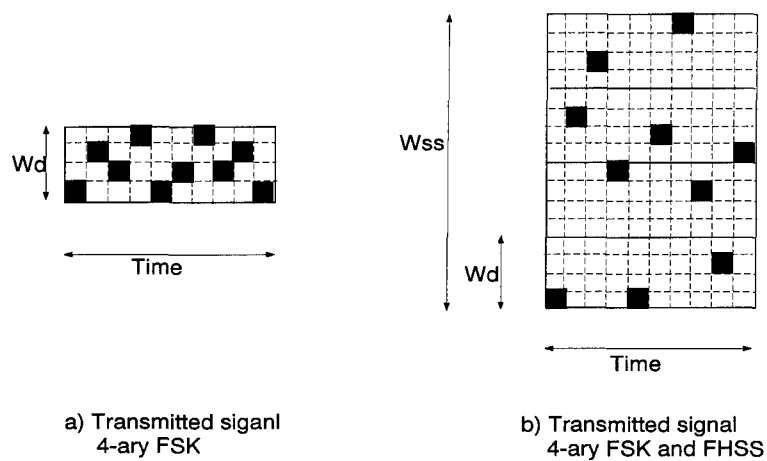 Wd
Time
Wss
Wd
Time
a) Transmitted siganl
4-ary FSK
b) Transmitted signal
4-ary FSK and FHSS